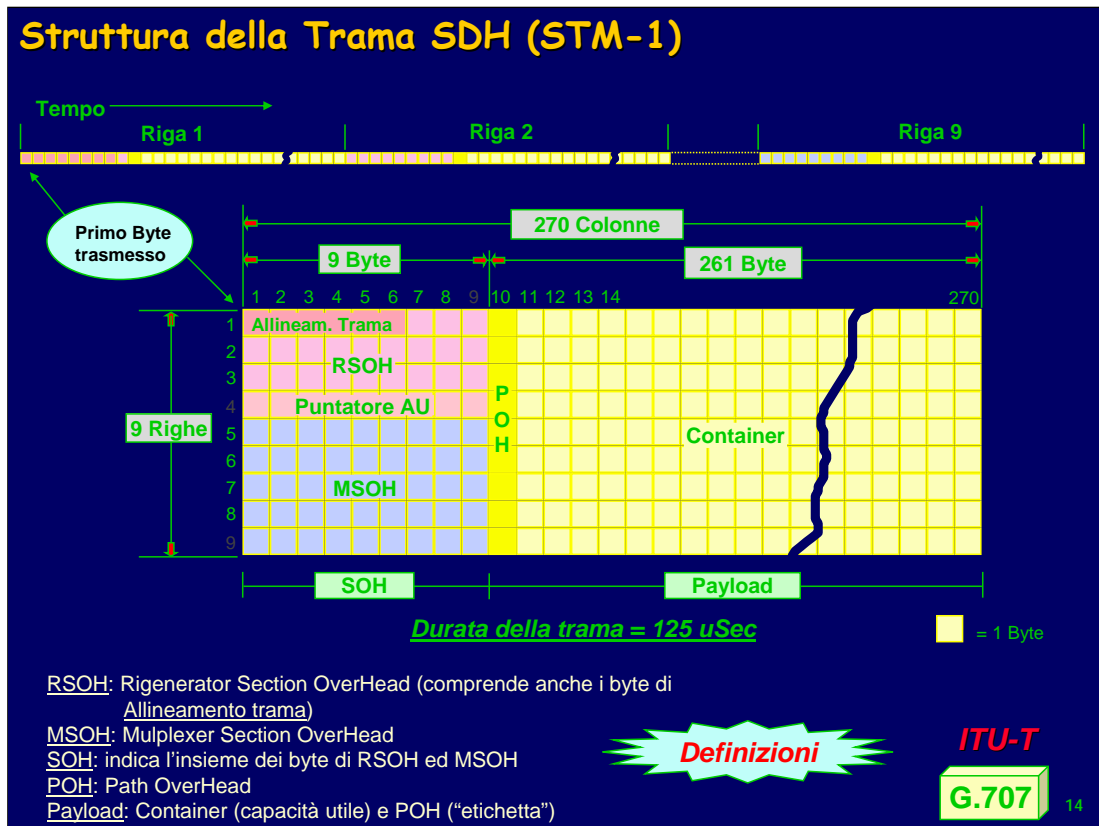 Struttura della Trama SDH (STM-1)
Tempo
Riga 1
Riga 2
Riga 9
Primo Byte
trasmesso
270 Colonne
9 Byte
261 Byte
1 2 3 4 5 6 7 8 9 10 11 12 13 14 270
1 Allineam. Trama
2
RSOH
3
4 Puntatore AU
P
O
H
9 Righe
5
Container
6
7 MSOH
8
9
SOH
Payload
Durata della trama = 125 uSec
= 1 Byte
RSOH: Rigenerator Section OverHead (comprende anche i byte di
Allineamento trama)
MSOH: Mulplexer Section OverHead
SOH: indica l'insieme dei byte di RSOH ed MSOH
POH: Path OverHead
Payload: Container (capacità utile) e POH ("etichetta")
Definizioni
ITU-T
G.707
14